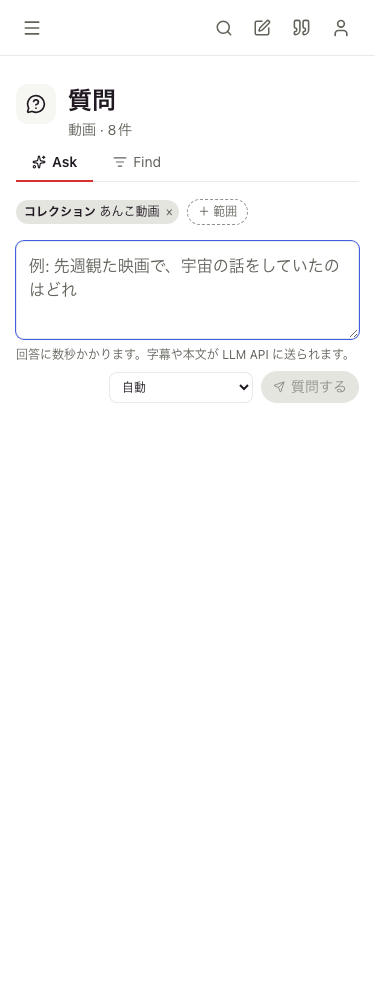 質問
動画 · 8件
Ask
Find
コレクション あんこ動画 ×
+ 範囲
例: 先週観た映画で、宇宙の話をしていたの
はどれ
回答に数秒かかります。字幕や本文が LLM API に送られます。
自動
質問する